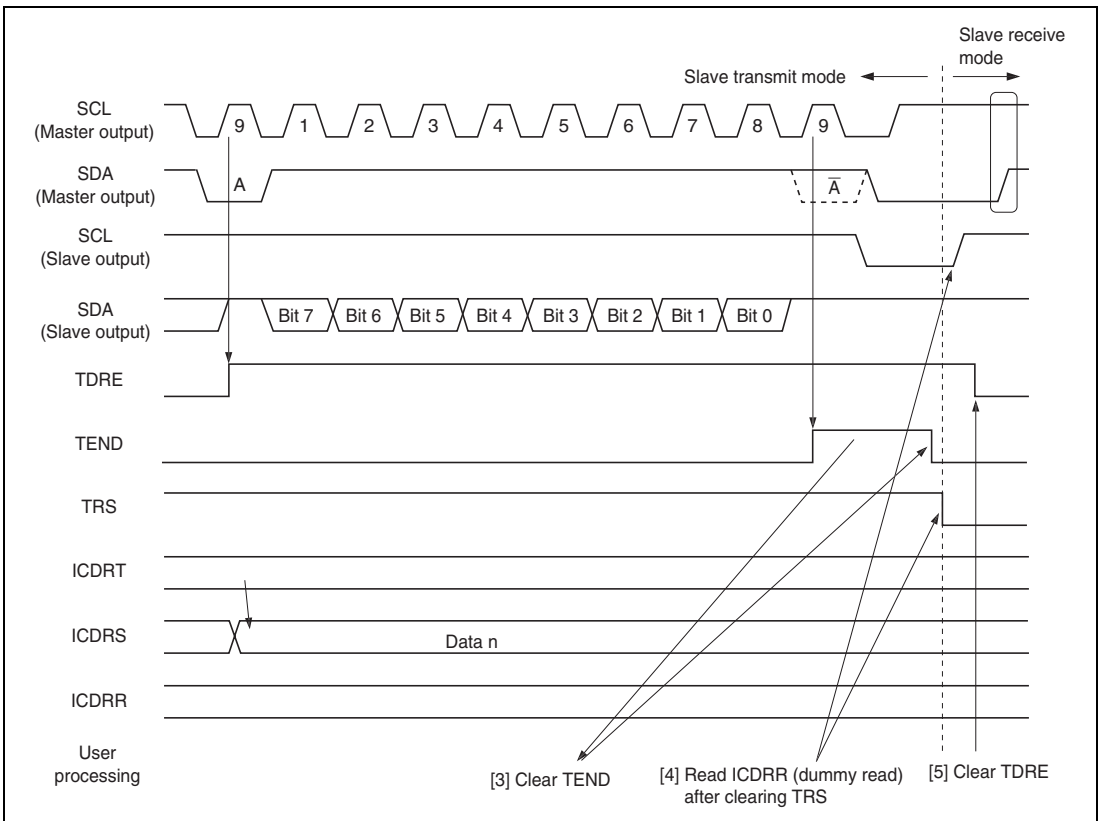 Slave receive
mode
Slave transmit mode
SCL
(Master output)
9 1 2 3 4 5 6 7 8 9
SDA
(Master output)
A A̅
SCL
(Slave output)
SDA
(Slave output)
Bit 7 Bit 6 Bit 5 Bit 4 Bit 3 Bit 2 Bit 1 Bit 0
TDRE
TEND
TRS
ICDRT
ICDRS
Data n
ICDRR
User
processing
[3] Clear TEND
[4] Read ICDRR (dummy read)
after clearing TRS
[5] Clear TDRE